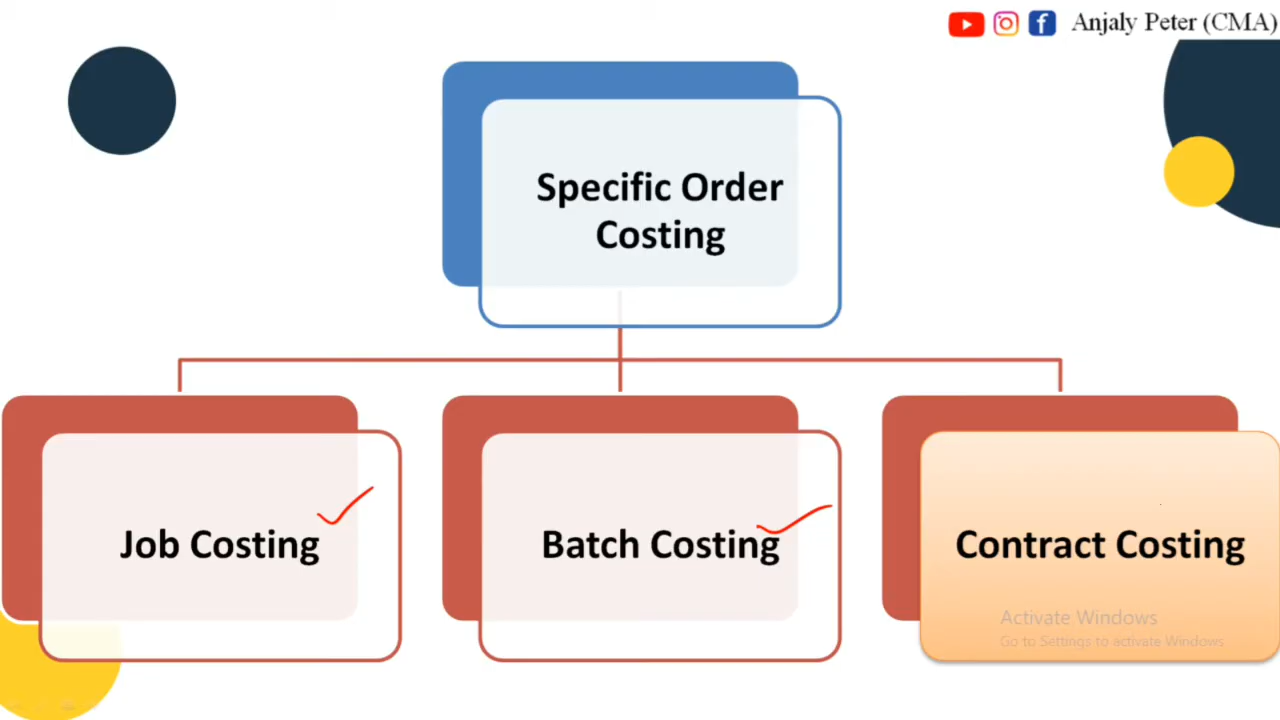 Anjaly Peter (CMA)
Specific Order
Costing
Job Costing
Batch Costing
Contract Costing
Activate Windows
Go to Settings to activate Windows